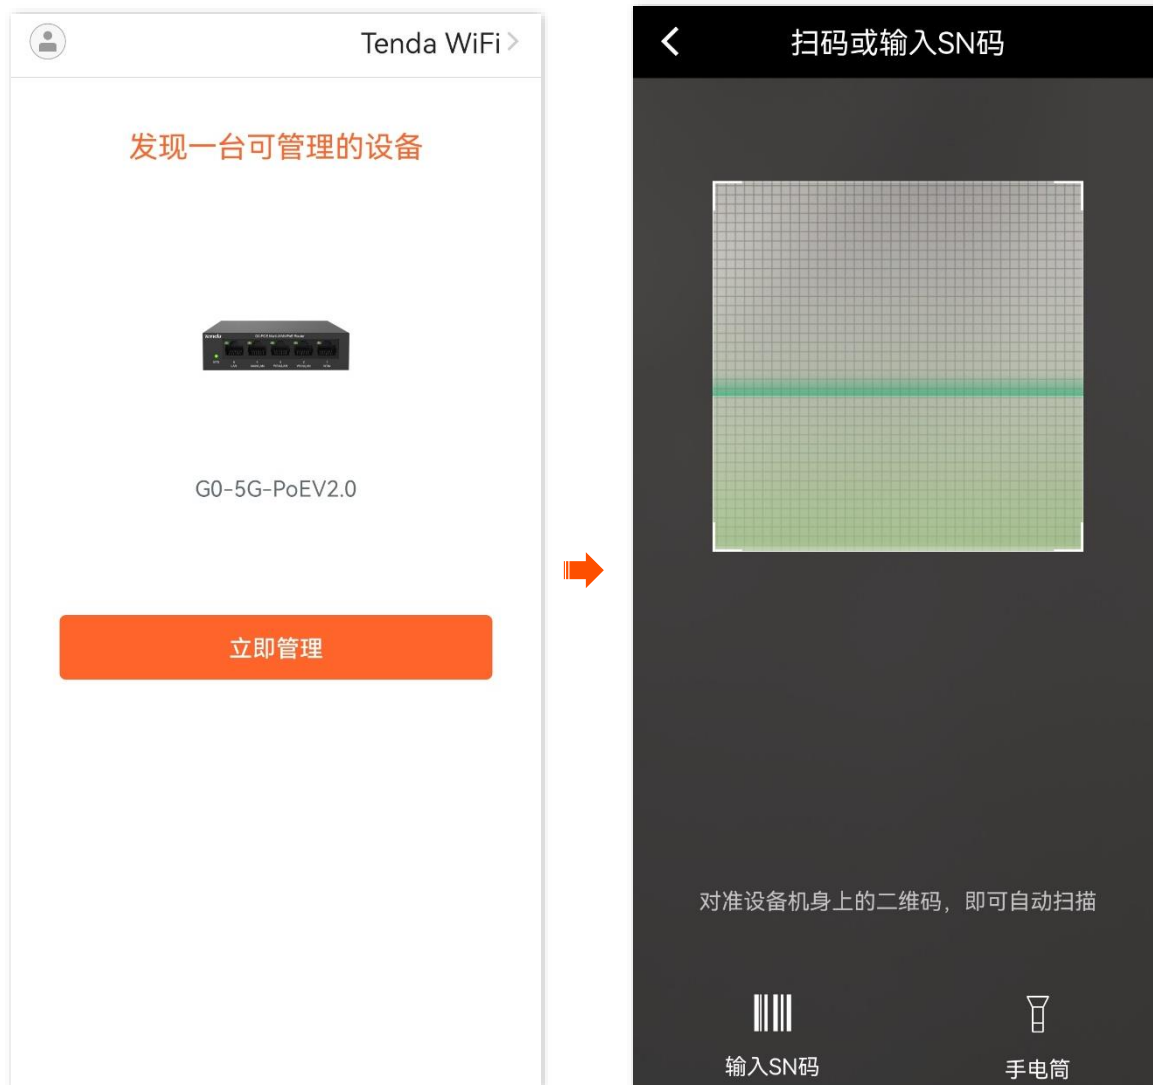 Tenda WiFi
发现一台可管理的设备
G0-5G-PoEV2.0
立即管理
扫码或输入SN码
对准设备机身上的二维码，即可自动扫描
输入SN码
手电筒